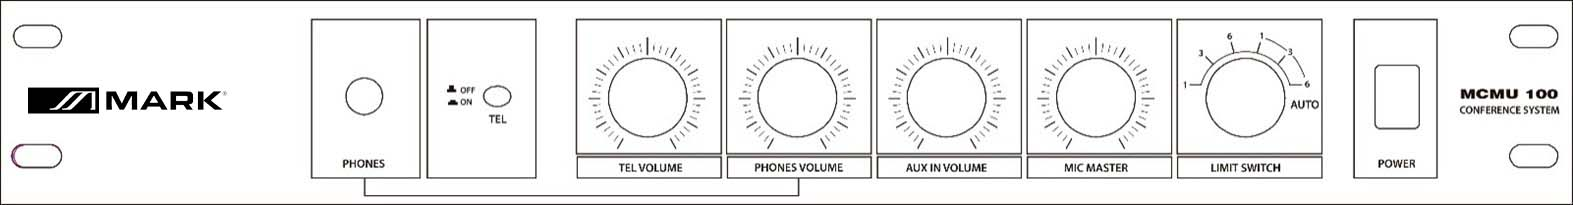 MARK®
PHONES
OFF
ON
TEL
TEL VOLUME
PHONES VOLUME
AUX IN VOLUME
MIC MASTER
1 3 6 1 3 6
AUTO
LIMIT SWITCH
POWER
MCMU 100
CONFERENCE SYSTEM